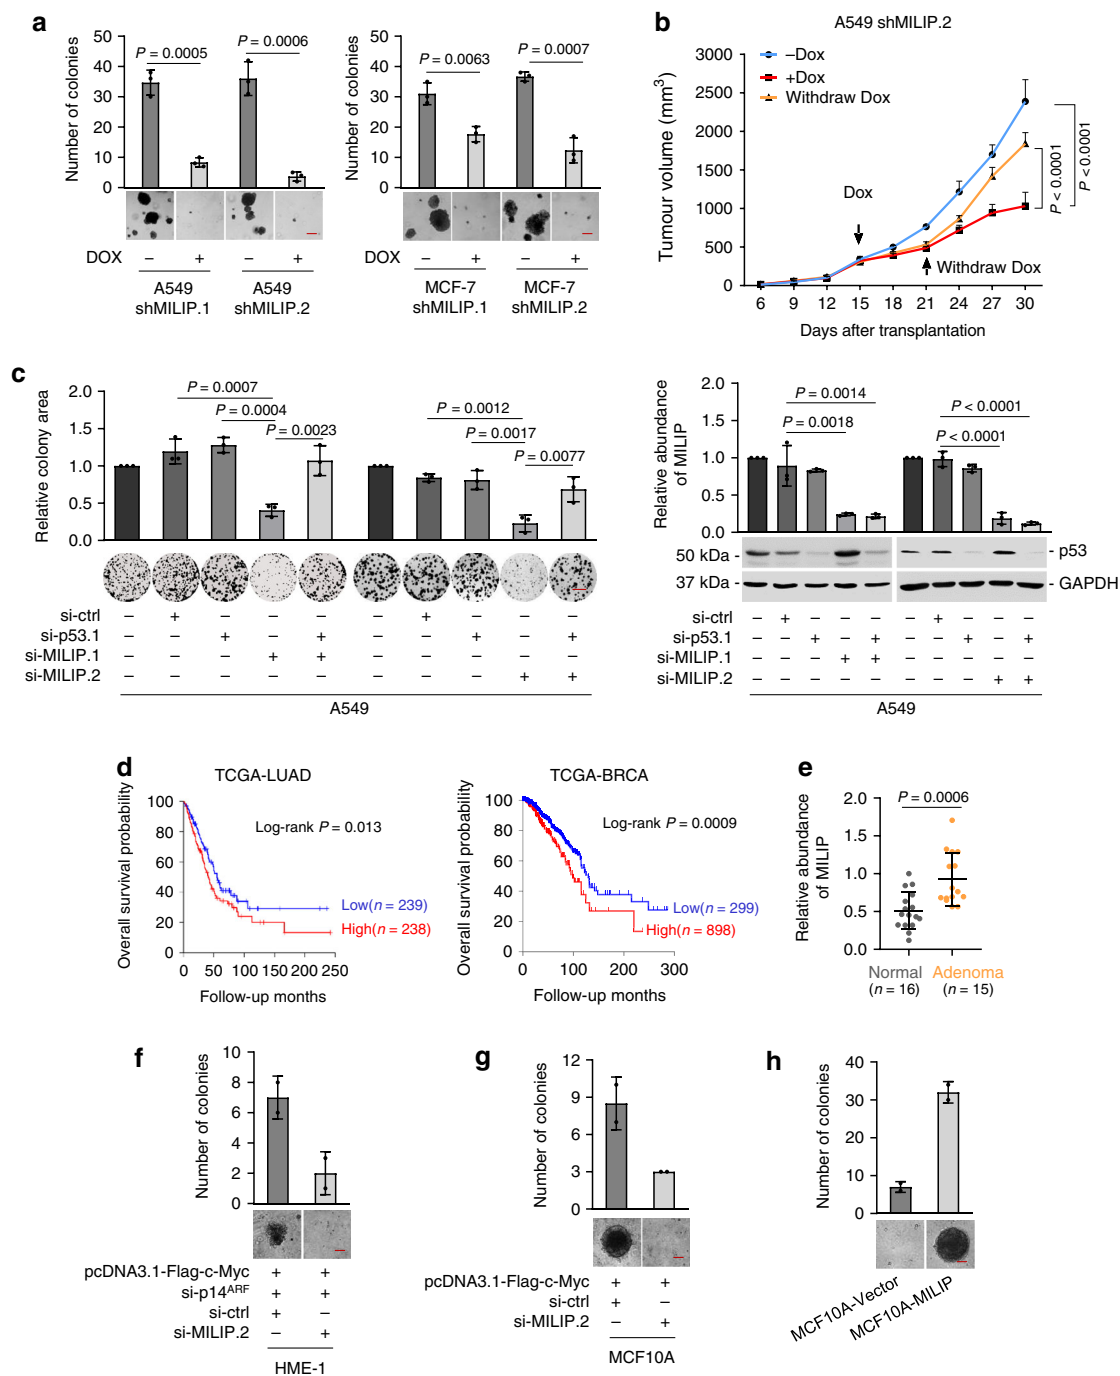 a
Number of colonies
50
40
30
20
10
0
P = 0.0005
P = 0.0006
DOX
– + – +
A549 shMILIP.1
A549 shMILIP.2
Number of colonies
50
40
30
20
10
0
P = 0.0063
P = 0.0007
DOX
– + – +
MCF-7 shMILIP.1
MCF-7 shMILIP.2
b
A549 shMILIP.2
Tumour volume (mm³)
3000
2500
2000
1500
1000
500
0
–Dox
+Dox
Withdraw Dox
Dox
Withdraw Dox
P < 0.0001
P < 0.0001
6 9 12 15 18 21 24 27 30
Days after transplantation
c
Relative colony area
2.0
1.5
1.0
0.5
0.0
P = 0.0007
P = 0.0004
P = 0.0023
P = 0.0012
P = 0.0017
P = 0.0077
si-ctrl – + – – – – + – – –
si-p53.1 – – + – + – – + – +
si-MILIP.1 – – – + + – – – – –
si-MILIP.2 – – – – – – – – + +
A549
Relative abundance of MILIP
2.0
1.5
1.0
0.5
0.0
P = 0.0014
P = 0.0018
P < 0.0001
P < 0.0001
50 kDa -
- p53
37 kDa -
- GAPDH
si-ctrl – + – – – – + – – –
si-p53.1 – – + – + – – + – +
si-MILIP.1 – – – + + – – – – –
si-MILIP.2 – – – – – – – – + +
A549
d
TCGA-LUAD
Overall survival probability
100
80
60
40
20
0
Log-rank P = 0.013
Low(n = 239)
High(n = 238)
0 50 100 150 200 250
Follow-up months
TCGA-BRCA
Overall survival probability
100
80
60
40
20
0
Log-rank P = 0.0009
Low(n = 299)
High(n = 898)
0 100 200 300
Follow-up months
e
Relative abundance of MILIP
2.0
1.5
1.0
0.5
0.0
P = 0.0006
Normal (n = 16)
Adenoma (n = 15)
f
Number of colonies
10
8
6
4
2
0
pcDNA3.1-Flag-c-Myc + +
si-p14ARF + +
si-ctrl + –
si-MILIP.2 – +
HME-1
g
Number of colonies
12
9
6
3
0
pcDNA3.1-Flag-c-Myc + +
si-ctrl + –
si-MILIP.2 – +
MCF10A
h
Number of colonies
40
30
20
10
0
MCF10A-Vector
MCF10A-MILIP